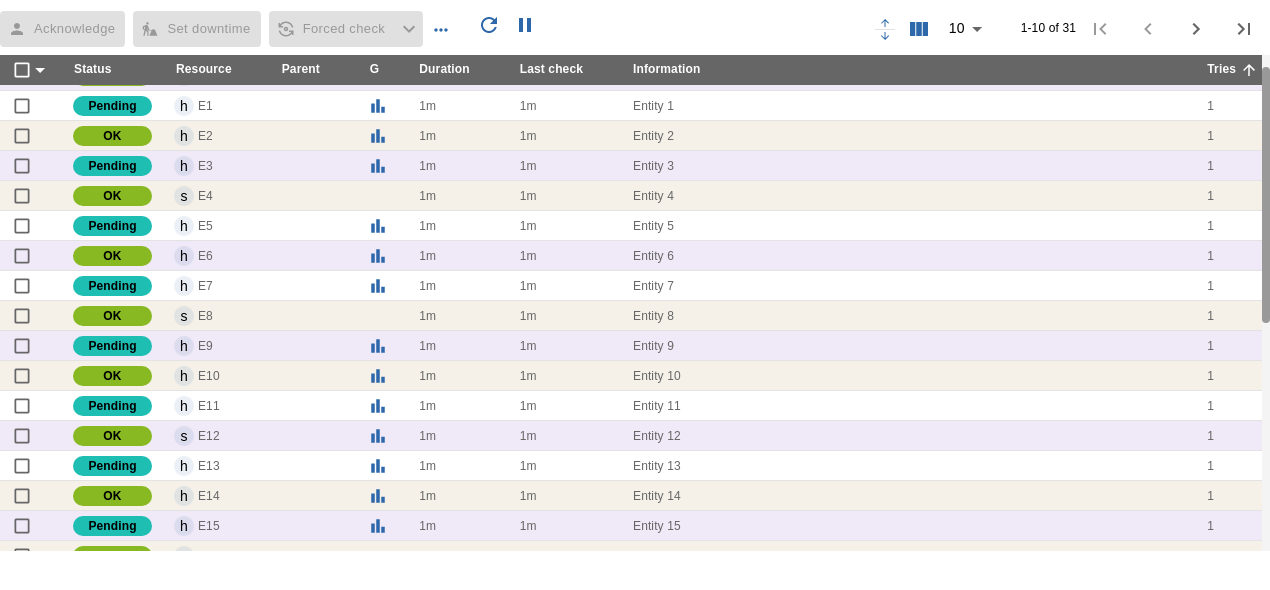 Acknowledge Set downtime Forced check 10 1-10 of 31
Status Resource Parent G Duration Last check Information Tries
Pending h E1 1m 1m Entity 1 1
OK h E2 1m 1m Entity 2 1
Pending h E3 1m 1m Entity 3 1
OK s E4 1m 1m Entity 4 1
Pending h E5 1m 1m Entity 5 1
OK h E6 1m 1m Entity 6 1
Pending h E7 1m 1m Entity 7 1
OK s E8 1m 1m Entity 8 1
Pending h E9 1m 1m Entity 9 1
OK h E10 1m 1m Entity 10 1
Pending h E11 1m 1m Entity 11 1
OK s E12 1m 1m Entity 12 1
Pending h E13 1m 1m Entity 13 1
OK h E14 1m 1m Entity 14 1
Pending h E15 1m 1m Entity 15 1